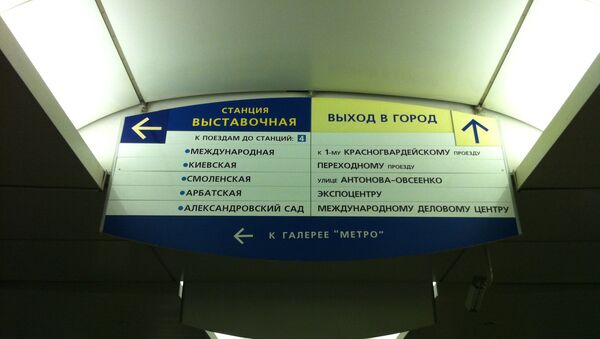 СТАНЦИЯ
ВЫСТАВОЧНАЯ
К ПОЕЗДАМ ДО СТАНЦИЙ: 4
МЕЖДУНАРОДНАЯ
КИЕВСКАЯ
СМОЛЕНСКАЯ
АРБАТСКАЯ
АЛЕКСАНДРОВСКИЙ САД
ВЫХОД В ГОРОД
К 1-МУ КРАСНОГВАРДЕЙСКОМУ ПРОЕЗДУ
ПЕРЕХОДНОМУ ПРОЕЗДУ
УЛИЦЕ АНТОНОВА-ОВСЕЕНКО
ЭКСПОЦЕНТРУ
МЕЖДУНАРОДНОМУ ДЕЛОВОМУ ЦЕНТРУ
К ГАЛЕРЕЕ "МЕТРО"